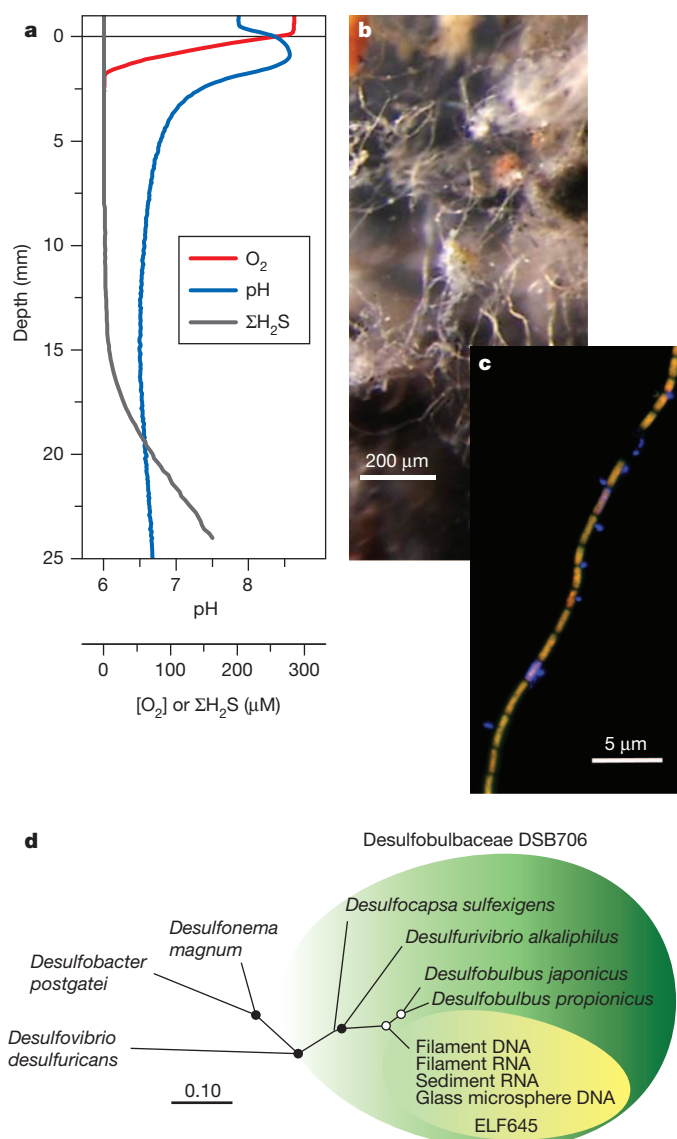 a
0
5
10
15
20
25
Depth (mm)
O2
pH
ΣH2S
6
7
8
pH
0
100
200
300
[O2] or ΣH2S (μM)
b
200 μm
c
5 μm
d
Desulfobulbaceae DSB706
Desulfocapsa sulfexigens
Desulfonema
magnum
Desulfurivibrio alkaliphilus
Desulfobacter
postgatei
Desulfobulbus japonicus
Desulfobulbus propionicus
Desulfovibrio
desulfuricans
Filament DNA
Filament RNA
Sediment RNA
Glass microsphere DNA
0.10
ELF645